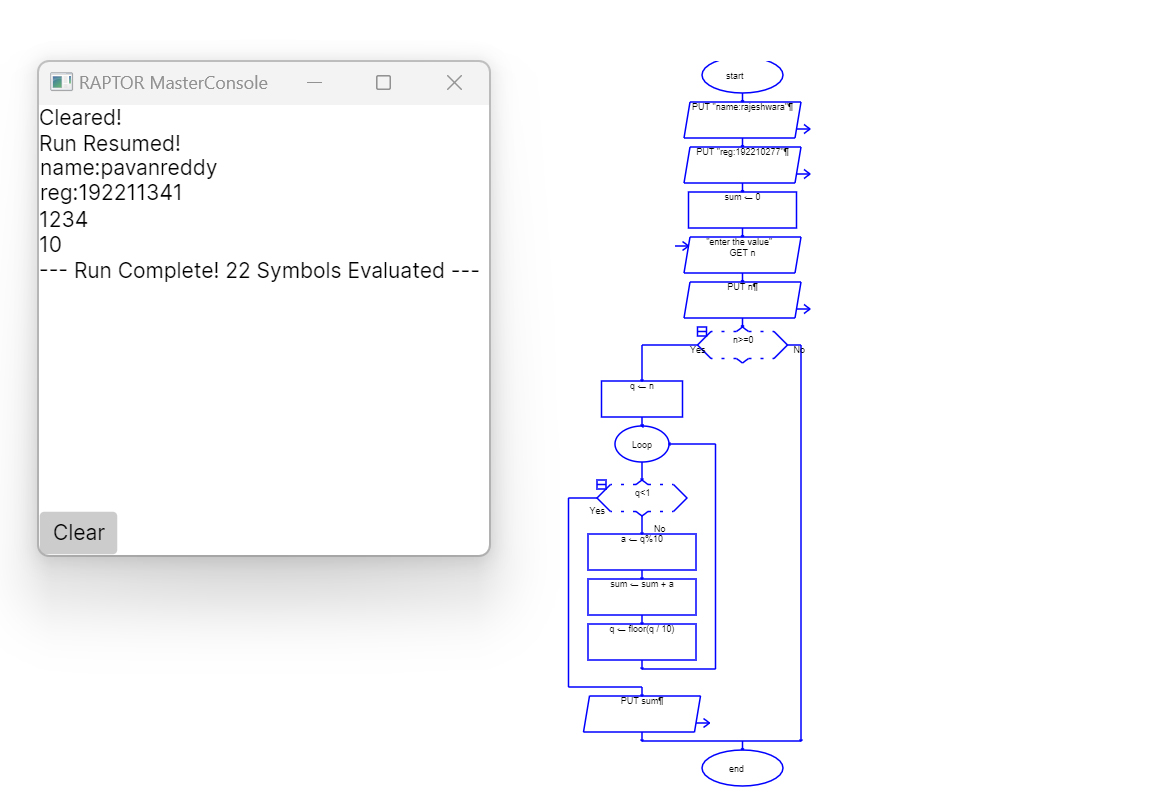 RAPTOR MasterConsole
Cleared!
Run Resumed!
name:pavanreddy
reg:192211341
1234
10
--- Run Complete! 22 Symbols Evaluated ---
Clear
start
PUT "name:rajeshwara"¶
PUT "reg:192210277"¶
sum ← 0
"enter the value"
GET n
PUT n¶
n>=0
Yes
No
q ← n
Loop
q<1
Yes
No
a ← q%10
sum ← sum + a
q ← floor(q / 10)
PUT sum¶
end